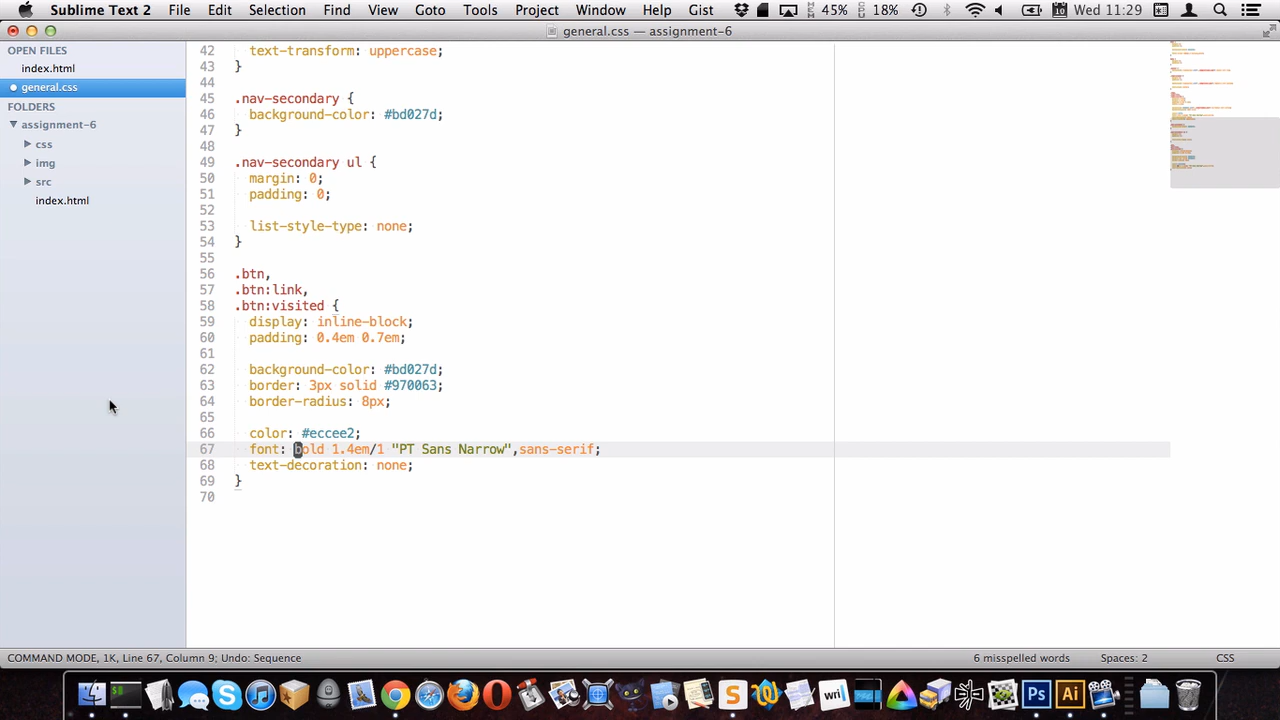 Sublime Text 2 File Edit Selection Find View Goto Tools Project Window Help Gist 45% 18% Wed 11:29
general.css — assignment-6
OPEN FILES
index.html
general.css
FOLDERS
assignment-6
css
img
src
index.html
42 text-transform: uppercase;
43 }
44
45 .nav-secondary {
46 background-color: #bd027d;
47 }
48
49 .nav-secondary ul {
50 margin: 0;
51 padding: 0;
52
53 list-style-type: none;
54 }
55
56 .btn,
57 .btn:link,
58 .btn:visited {
59 display: inline-block;
60 padding: 0.4em 0.7em;
61
62 background-color: #bd027d;
63 border: 3px solid #970063;
64 border-radius: 8px;
65
66 color: #eccee2;
67 font: bold 1.4em/1 "PT Sans Narrow",sans-serif;
68 text-decoration: none;
69 }
70
COMMAND MODE, 1K, Line 67, Column 9; Undo: Sequence 6 misspelled words Spaces: 2 CSS
wri
Ps
Ai